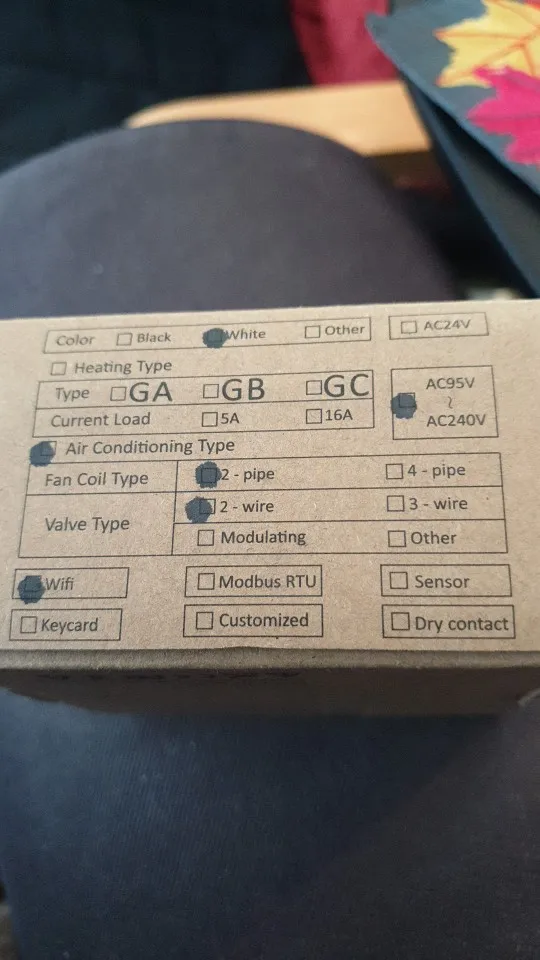 Color Black White Other AC24V
Heating Type
Type GA GB GC
AC95V
~
AC240V
Current Load 5A 16A
Air Conditioning Type
Fan Coil Type 2 - pipe 4 - pipe
Valve Type 2 - wire 3 - wire
Modulating Other
Wifi Modbus RTU Sensor
Keycard Customized Dry contact